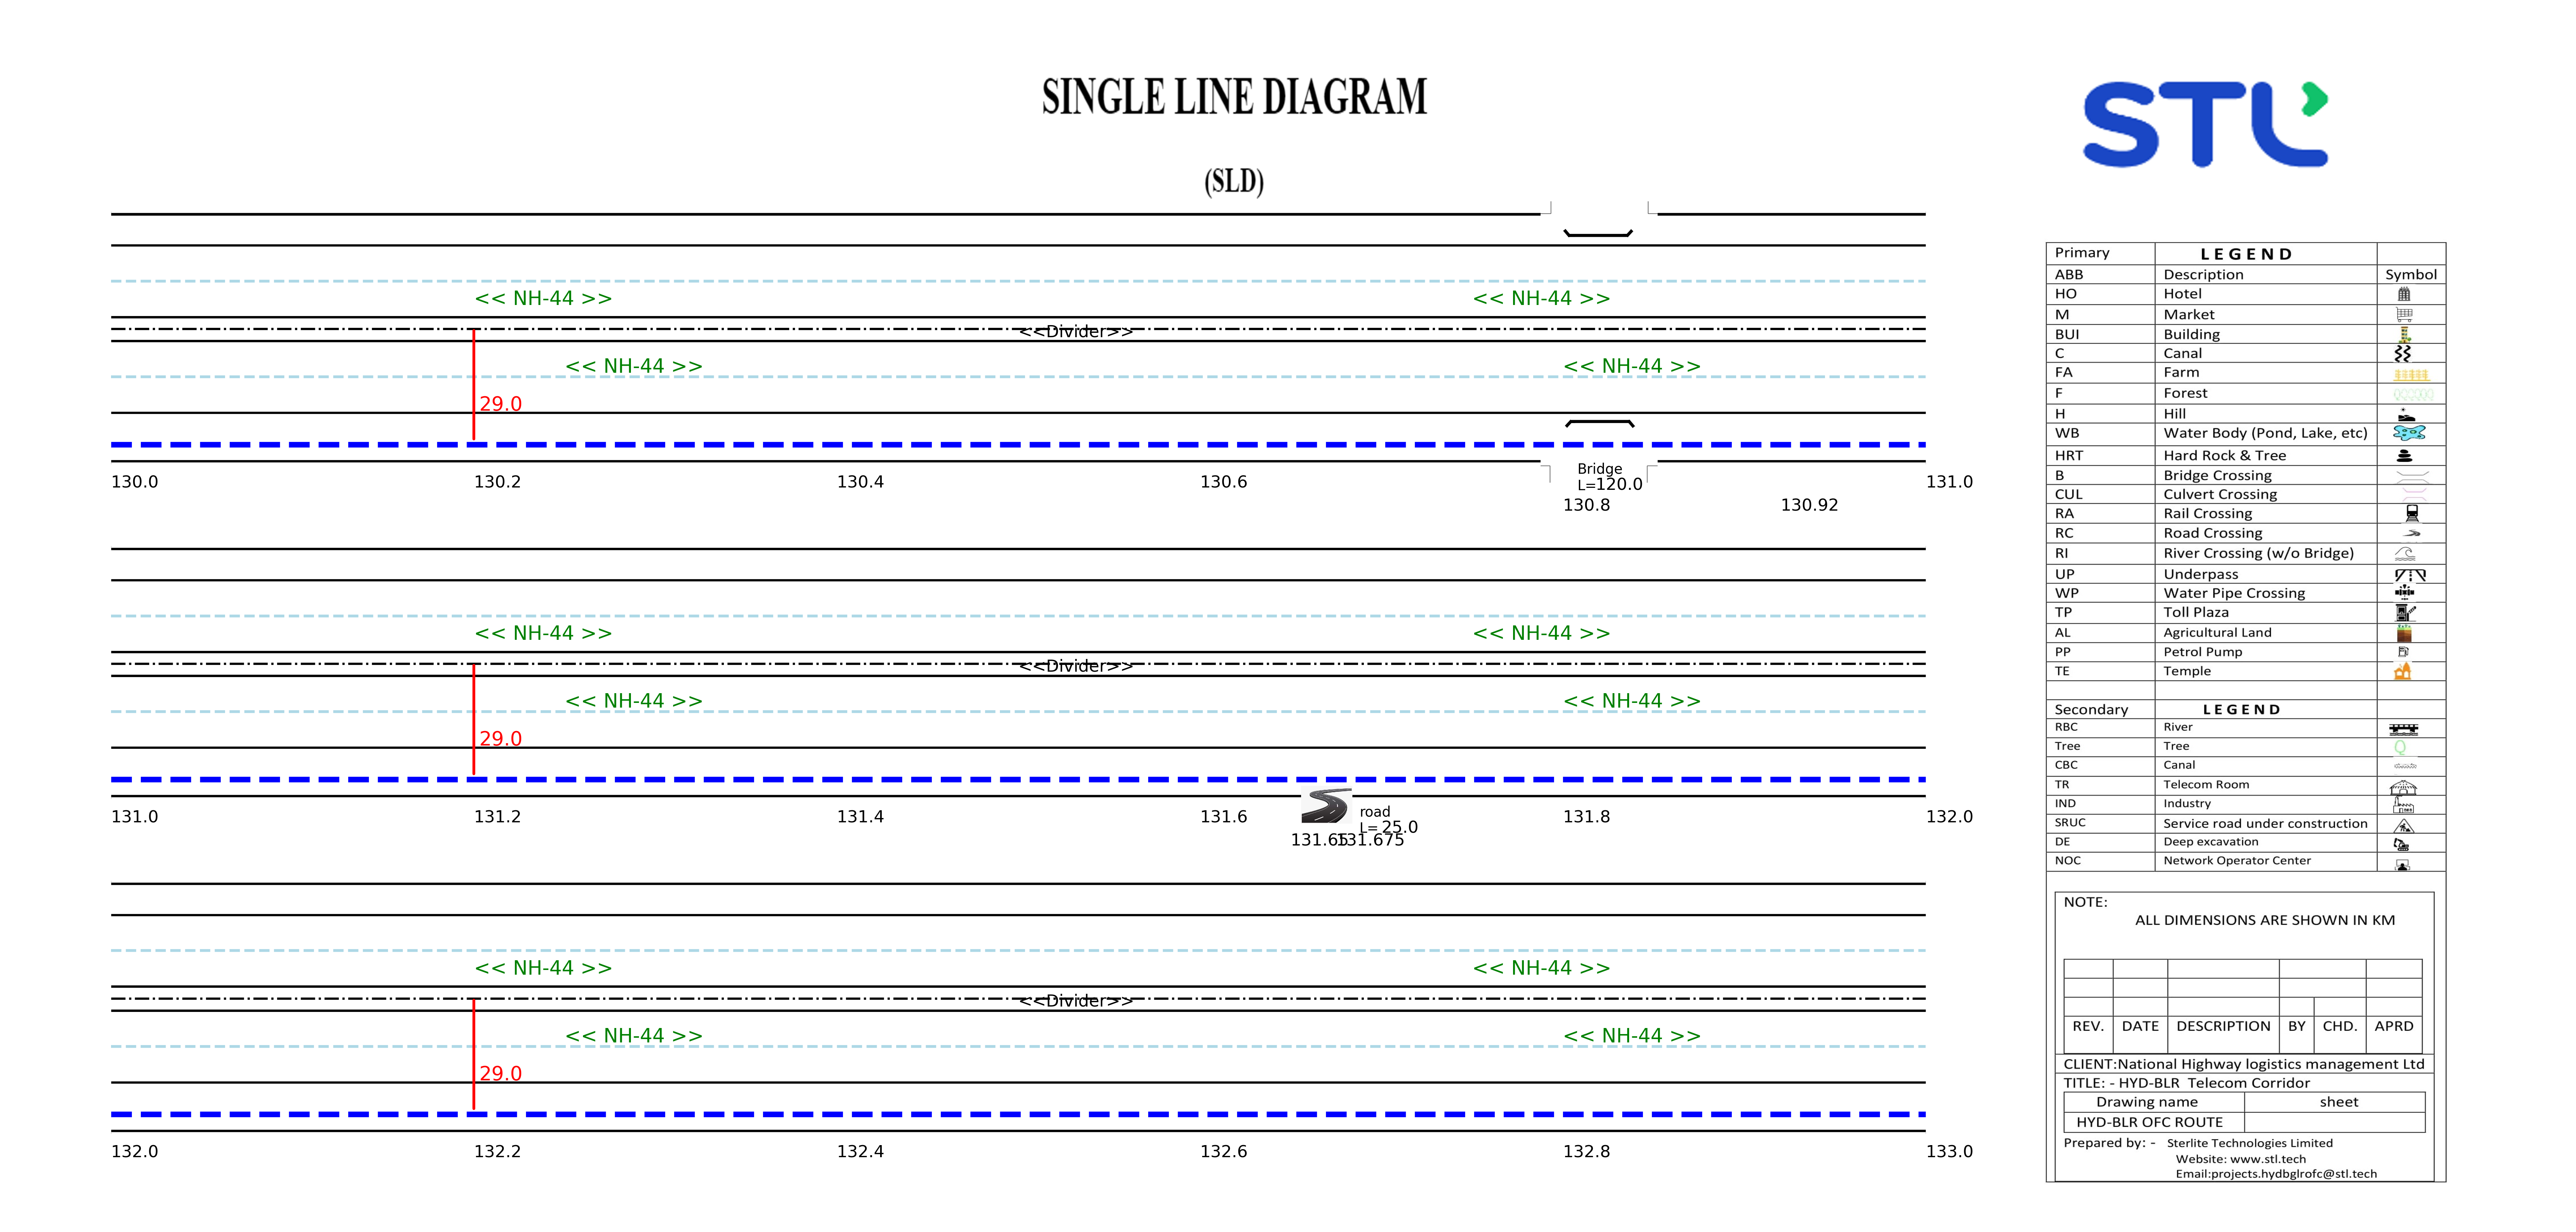 SINGLE LINE DIAGRAM
(SLD)
STL
<< NH-44 >> << NH-44 >>
<<Divider>>
<< NH-44 >> << NH-44 >>
29.0
Bridge
L=120.0
130.0 130.2 130.4 130.6 131.0
130.8 130.92
<< NH-44 >> << NH-44 >>
<<Divider>>
<< NH-44 >> << NH-44 >>
29.0
131.0 131.2 131.4 131.6 131.8 132.0
road
L= 25.0
131.65 131.675
<< NH-44 >> << NH-44 >>
<<Divider>>
<< NH-44 >> << NH-44 >>
29.0
132.0 132.2 132.4 132.6 132.8 133.0
Primary LEGEND
ABB Description Symbol
HO Hotel
M Market
BUI Building
C Canal
FA Farm
F Forest
H Hill
WB Water Body (Pond, Lake, etc)
HRT Hard Rock & Tree
B Bridge Crossing
CUL Culvert Crossing
RA Rail Crossing
RC Road Crossing
RI River Crossing (w/o Bridge)
UP Underpass
WP Water Pipe Crossing
TP Toll Plaza
AL Agricultural Land
PP Petrol Pump
TE Temple
Secondary LEGEND
RBC River
Tree Tree
CBC Canal
TR Telecom Room
IND Industry
SRUC Service road under construction
DE Deep excavation
NOC Network Operator Center
NOTE:
ALL DIMENSIONS ARE SHOWN IN KM
REV. DATE DESCRIPTION BY CHD. APRD
CLIENT:National Highway logistics management Ltd
TITLE: - HYD-BLR Telecom Corridor
Drawing name sheet
HYD-BLR OFC ROUTE
Prepared by: - Sterlite Technologies Limited
Website: www.stl.tech
Email:projects.hydbglrofc@stl.tech